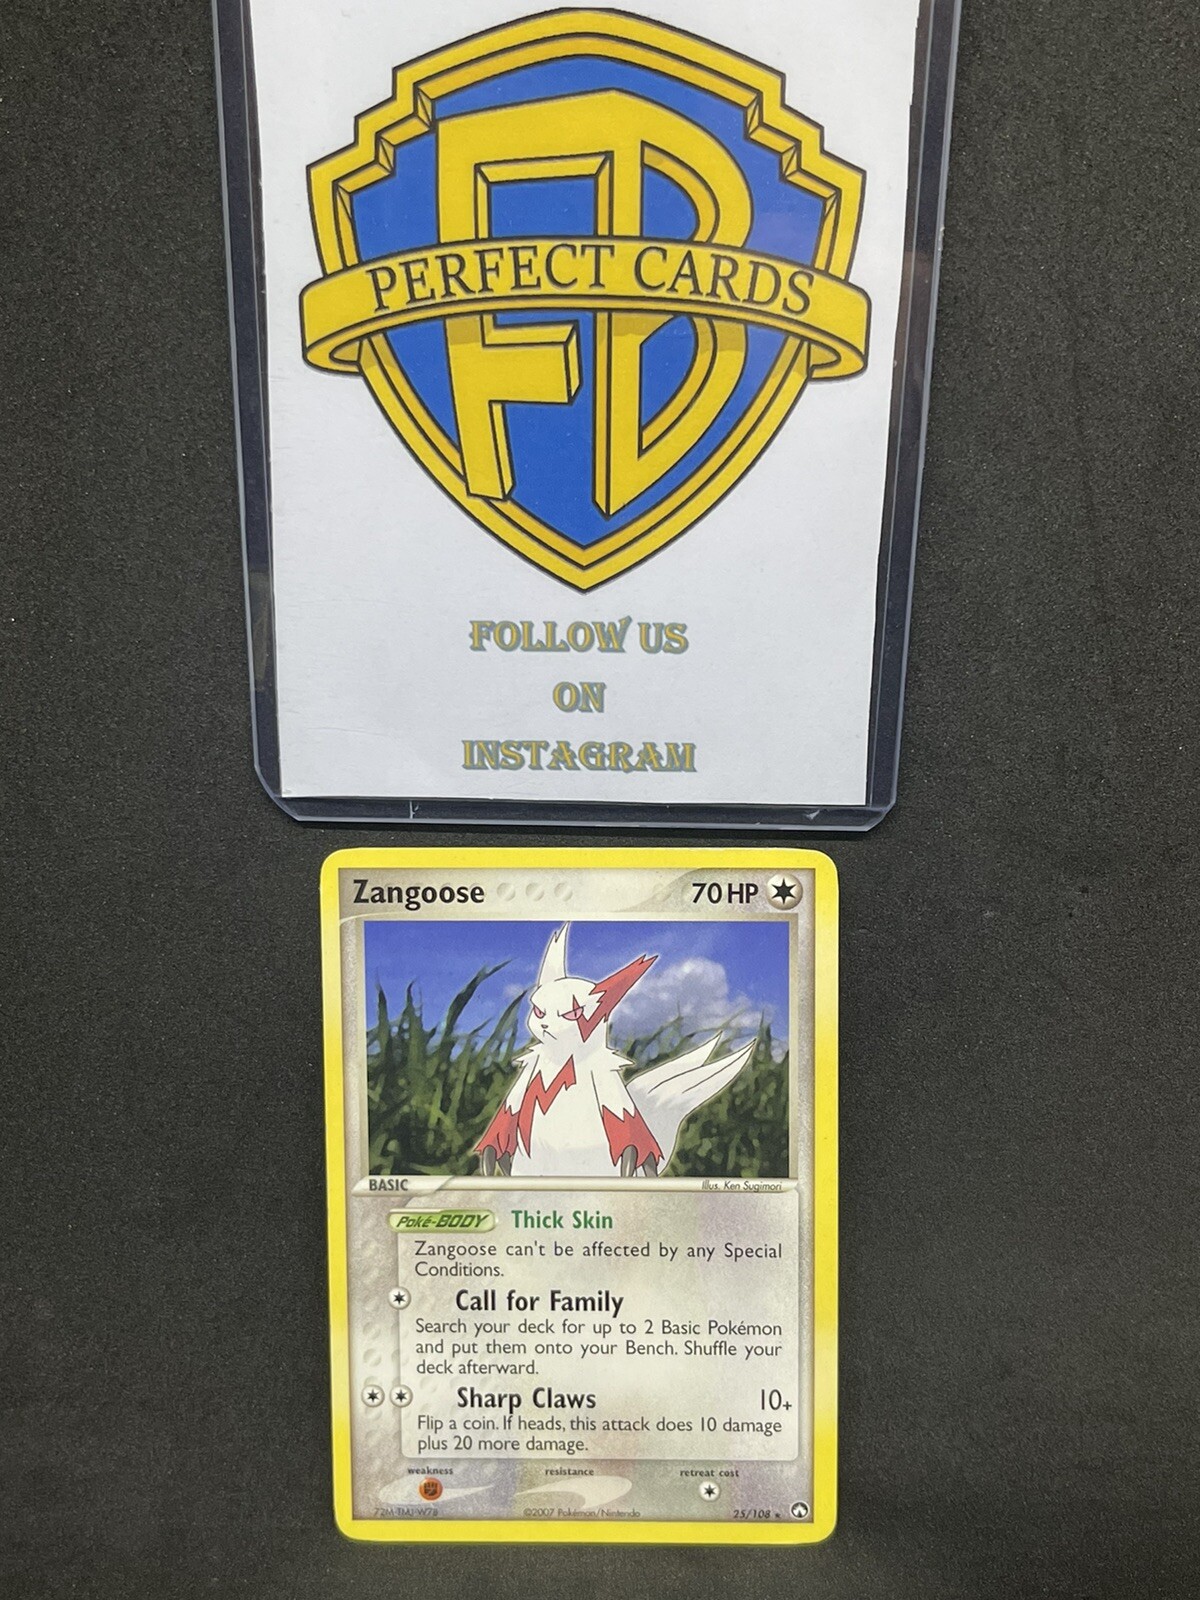 FB
PERFECT CARDS
FOLLOW US
ON
INSTAGRAM
Zangoose 70 HP
BASIC
Illus. Ken Sugimori
Poké-BODY Thick Skin
Zangoose can't be affected by any Special
Conditions.
Call for Family
Search your deck for up to 2 Basic Pokémon
and put them onto your Bench. Shuffle your
deck afterward.
Sharp Claws 10+
Flip a coin. If heads, this attack does 10 damage
plus 20 more damage.
weakness resistance retreat cost
©2007 Pokémon/Nintendo 25/108 ★